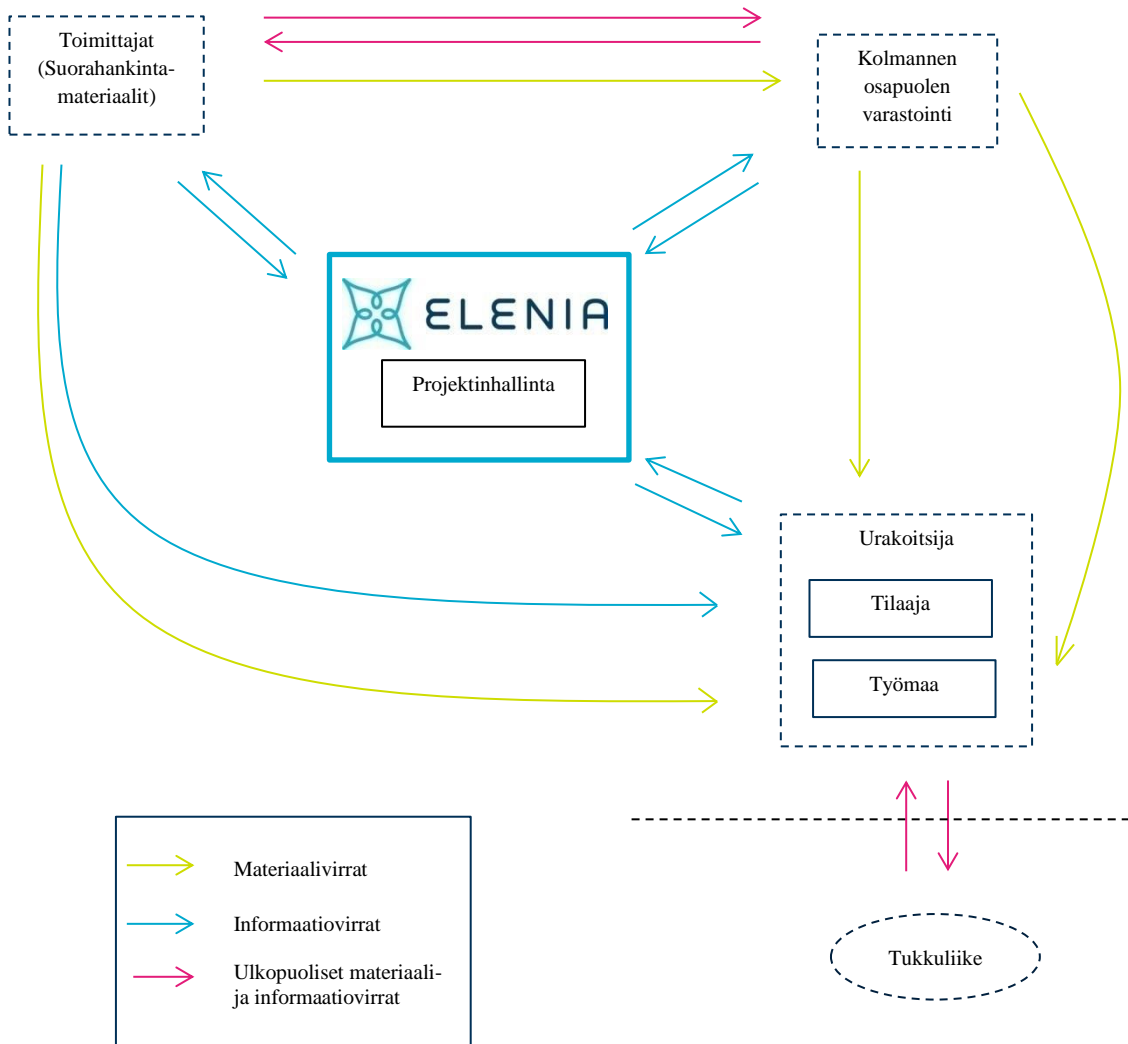 Toimittajat
(Suorahankinta-
materiaalit)
Kolmannen
osapuolen
varastointi
ELENIA
Projektinhallinta
Urakoitsija
Tilaaja
Työmaa
Materiaalivirrat
Informaatiovirrat
Ulkopuoliset materiaali-
ja informaatiovirrat
Tukkuliike